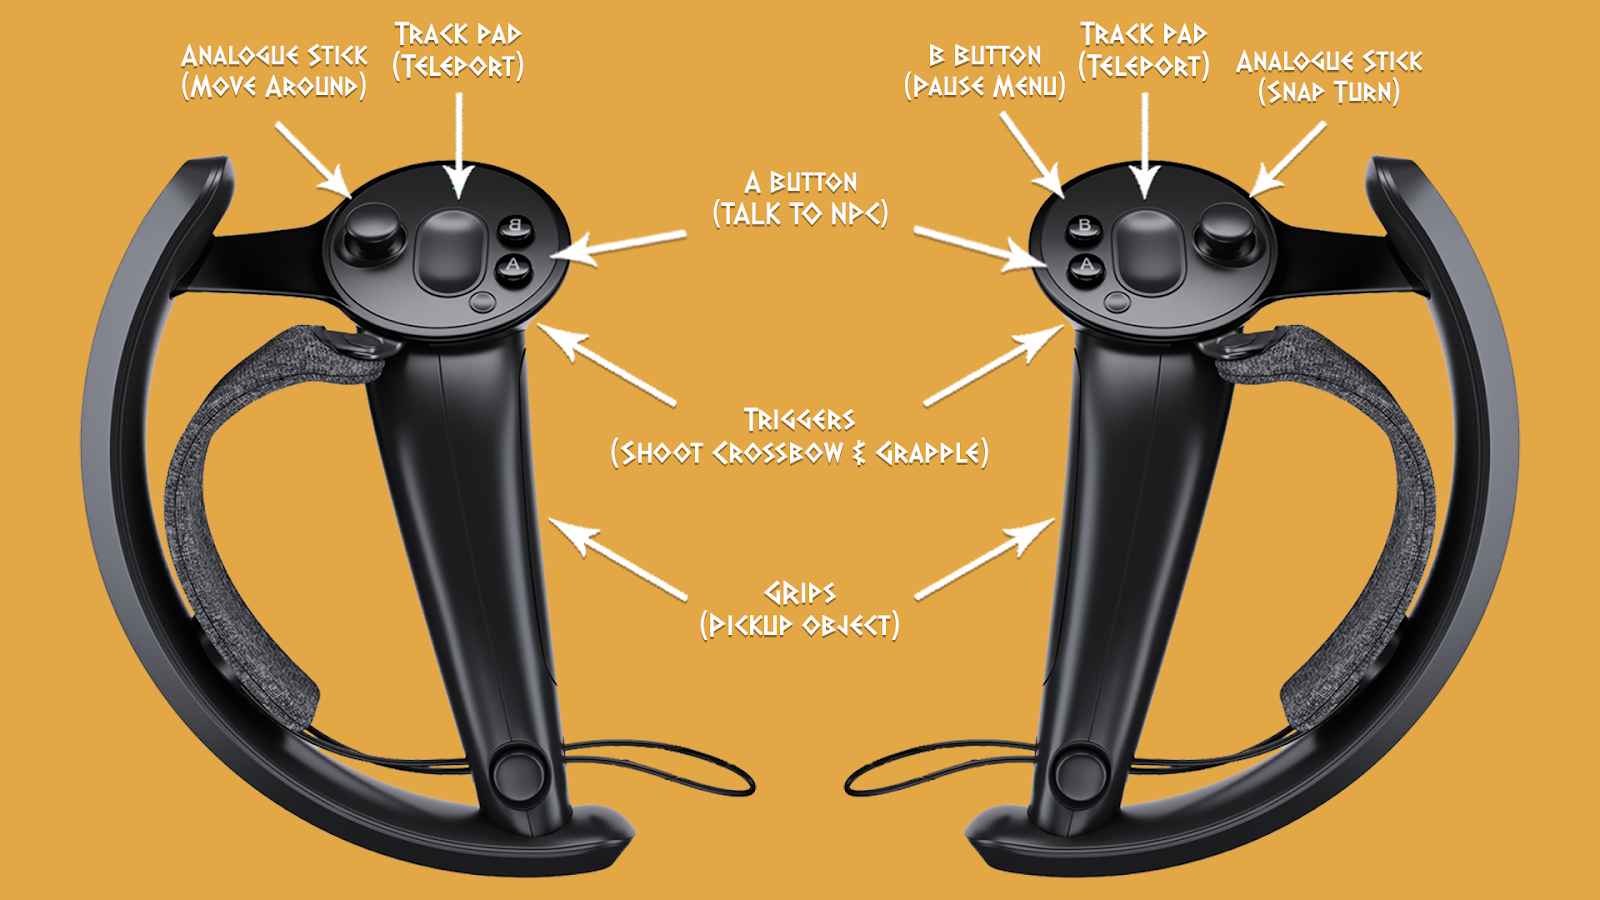 Analogue Stick
(Move Around)
Track pad
(Teleport)
B Button
(Pause Menu)
Track pad
(Teleport)
Analogue Stick
(Snap Turn)
A Button
(Talk to NPC)
B
A
B
A
Triggers
(Shoot Crossbow & Grapple)
Grips
(Pickup object)